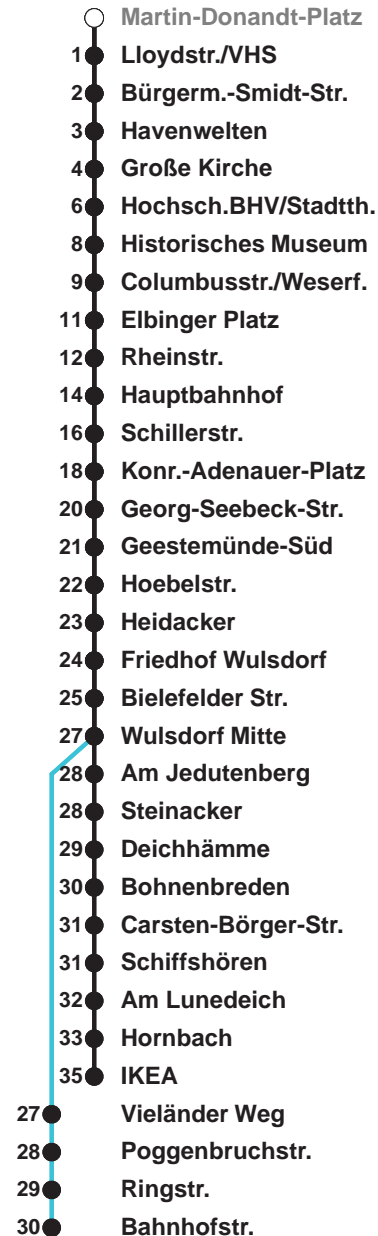 Martin-Donandt-Platz
1 Lloydstr./VHS
2 Bürgerm.-Smidt-Str.
3 Havenwelten
4 Große Kirche
6 Hochsch.BHV/Stadtth.
8 Historisches Museum
9 Columbusstr./Weserf.
11 Elbinger Platz
12 Rheinstr.
14 Hauptbahnhof
16 Schillerstr.
18 Konr.-Adenauer-Platz
20 Georg-Seebeck-Str.
21 Geestemünde-Süd
22 Hoebelstr.
23 Heidacker
24 Friedhof Wulsdorf
25 Bielefelder Str.
27 Wulsdorf Mitte
28 Am Jedutenberg
28 Steinacker
29 Deichhämme
30 Bohnenbreden
31 Carsten-Börger-Str.
31 Schiffshören
32 Am Lunedeich
33 Hornbach
35 IKEA
27 Vieländer Weg
28 Poggenbruchstr.
29 Ringstr.
30 Bahnhofstr.